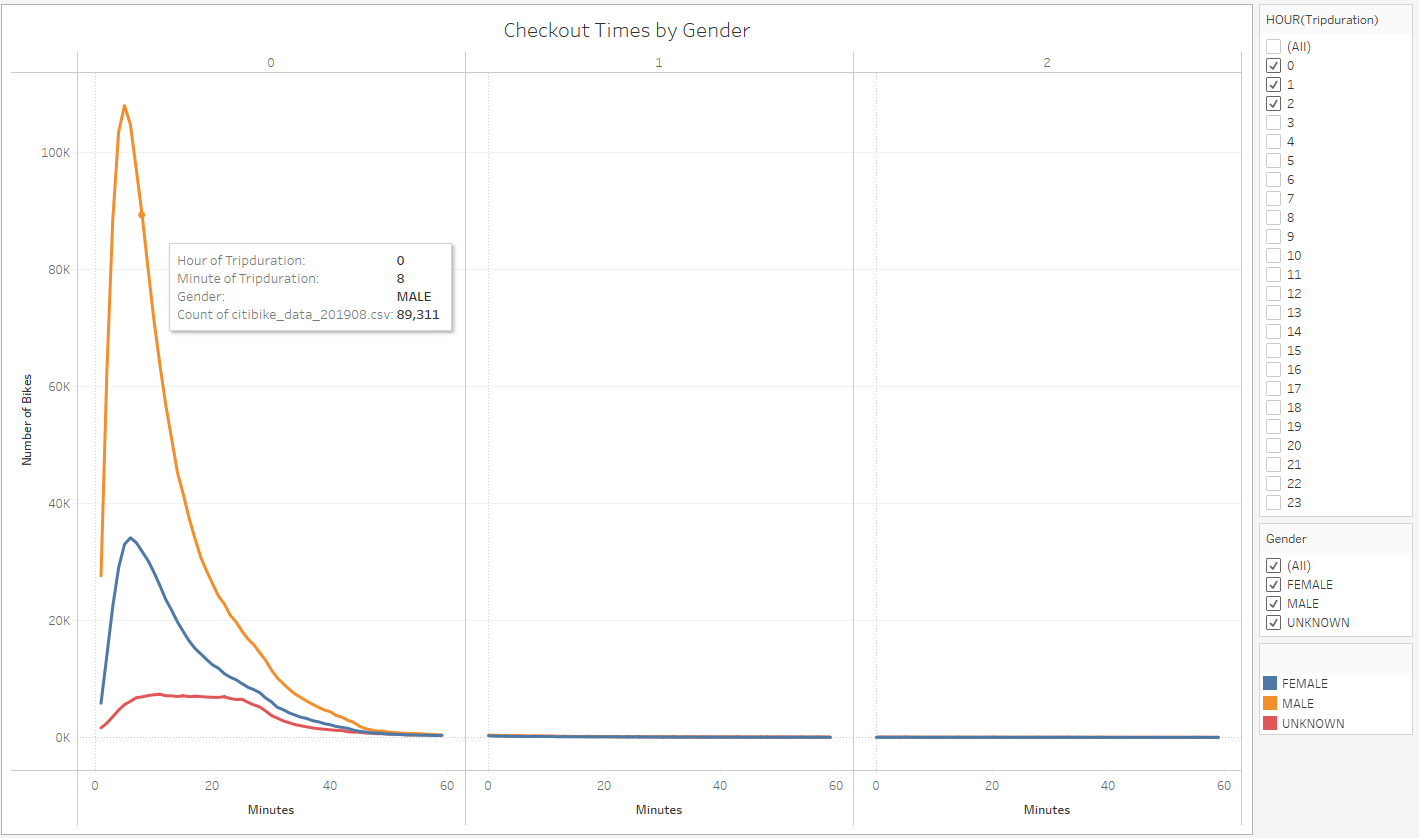 Checkout Times by Gender
0 1 2
100K
80K
60K
40K
20K
0K
Number of Bikes
Hour of Tripduration: 0
Minute of Tripduration: 8
Gender: MALE
Count of citibike_data_201908.csv: 89,311
0 20 40 60 0 20 40 60 0 20 40 60
Minutes Minutes Minutes
HOUR(Tripduration)
(All)
0
1
2
3
4
5
6
7
8
9
10
11
12
13
14
15
16
17
18
19
20
21
22
23
Gender
(All)
FEMALE
MALE
UNKNOWN
FEMALE
MALE
UNKNOWN